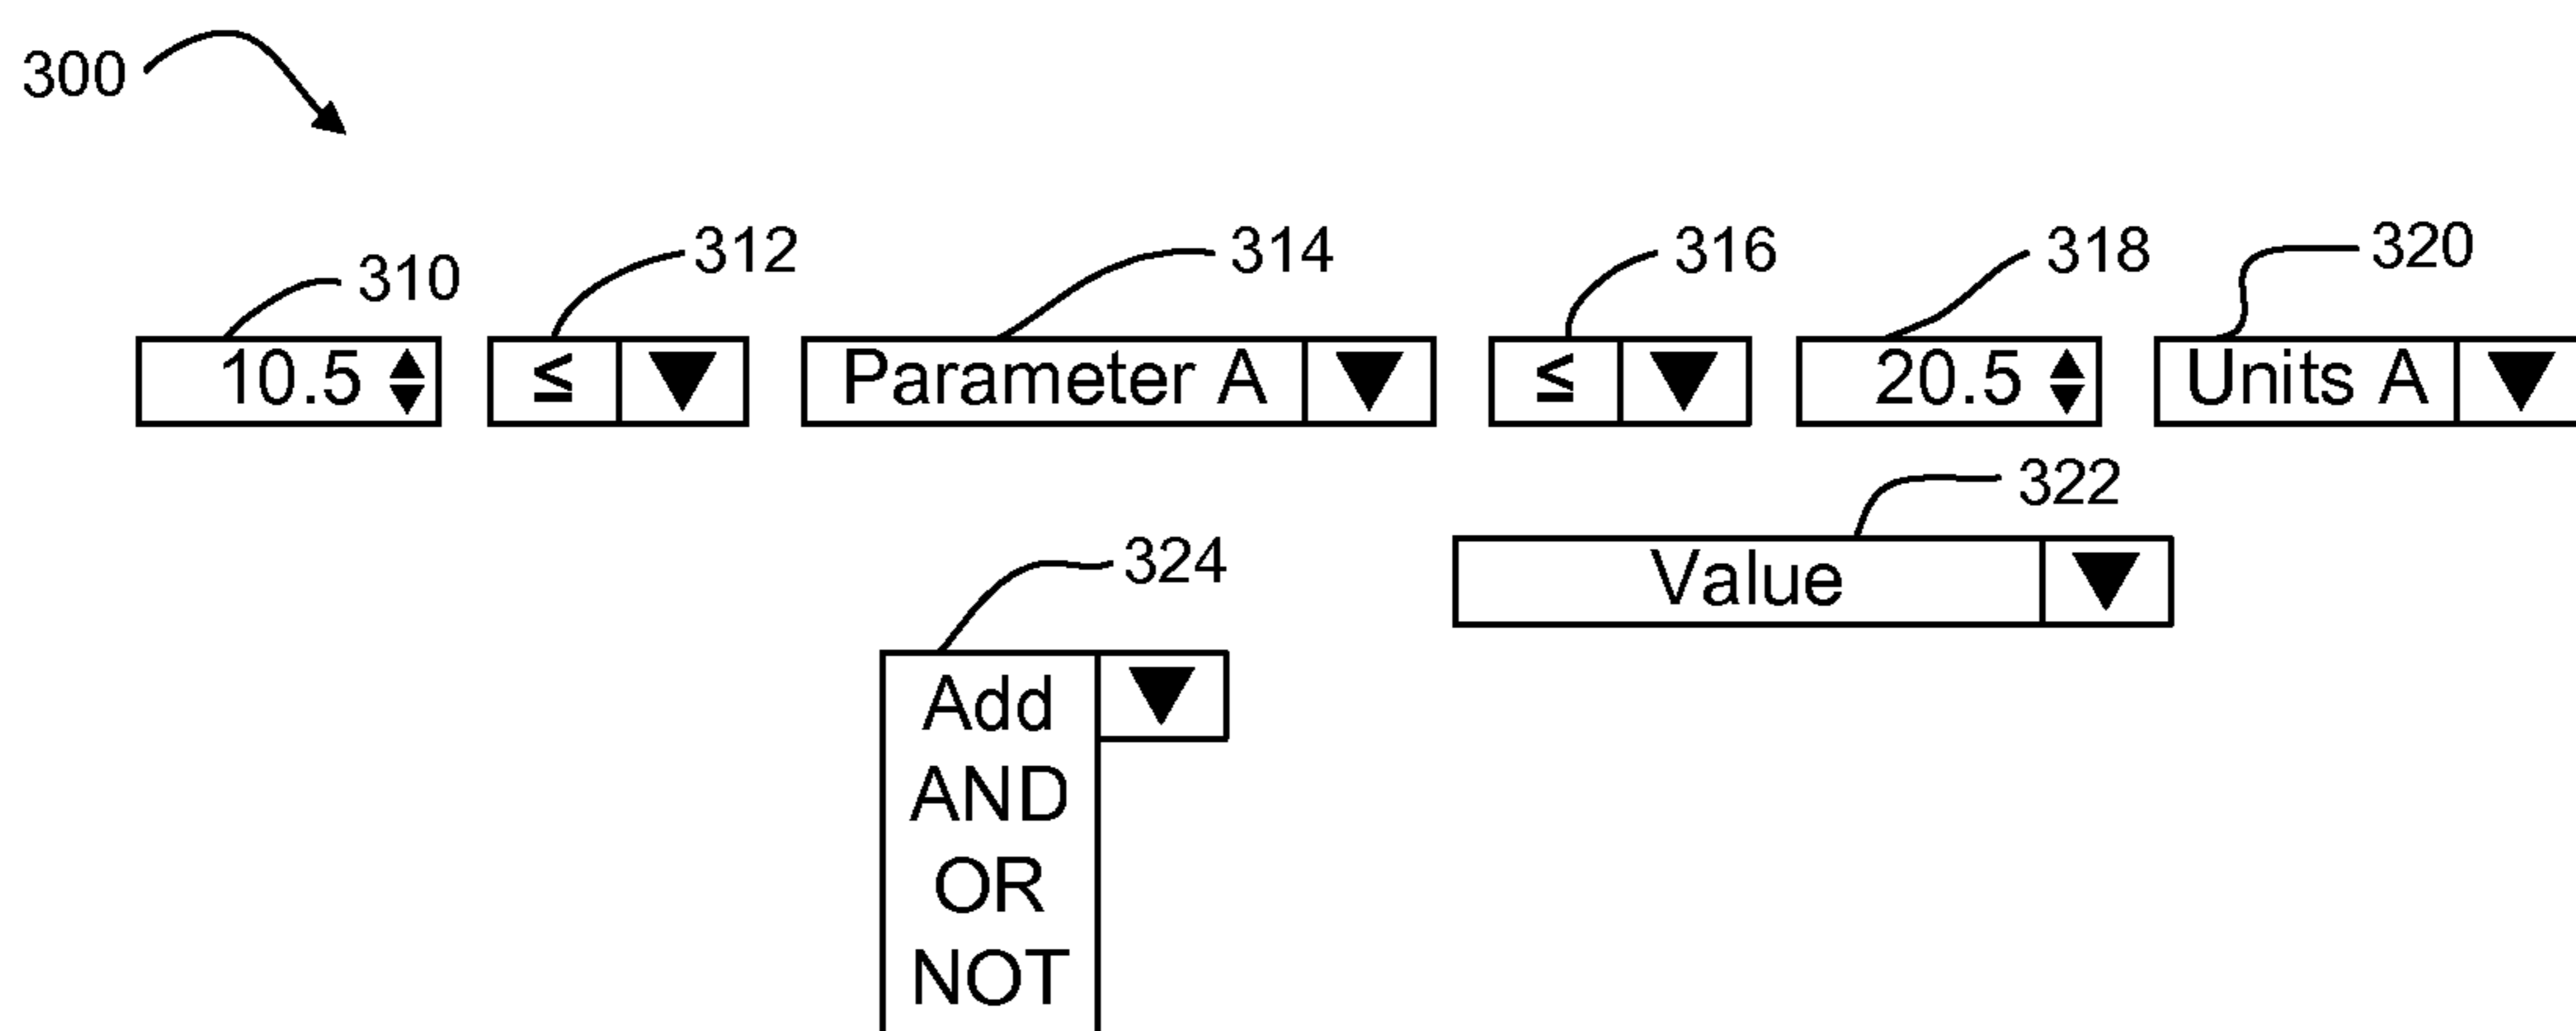 300
310 312 314 316 318 320
10.5 ≤ Parameter A ≤ 20.5 Units A
322
Value
324
Add
AND
OR
NOT